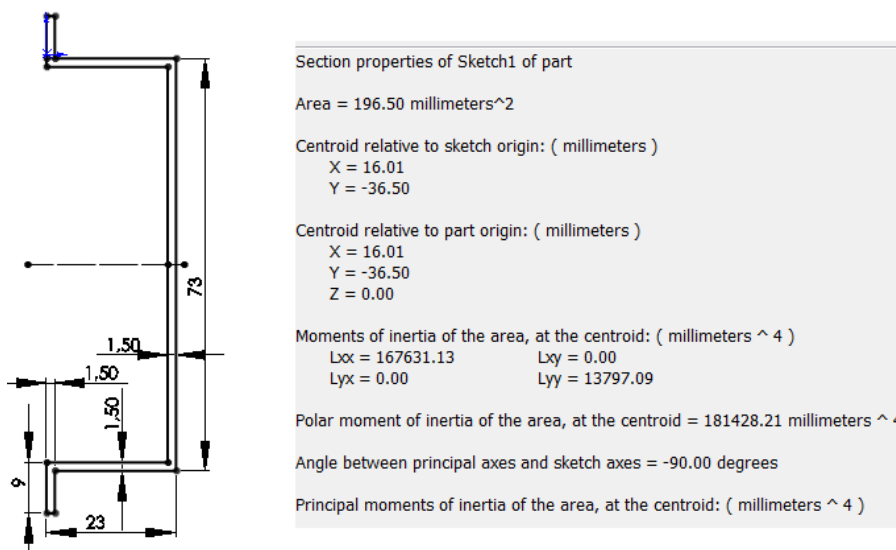 73
1,50
1,50
1,50
9
23
Section properties of Sketch1 of part
Area = 196.50 millimeters^2
Centroid relative to sketch origin: ( millimeters )
X = 16.01
Y = -36.50
Centroid relative to part origin: ( millimeters )
X = 16.01
Y = -36.50
Z = 0.00
Moments of inertia of the area, at the centroid: ( millimeters ^ 4 )
Lxx = 167631.13 Lxy = 0.00
Lyx = 0.00 Lyy = 13797.09
Polar moment of inertia of the area, at the centroid = 181428.21 millimeters ^
Angle between principal axes and sketch axes = -90.00 degrees
Principal moments of inertia of the area, at the centroid: ( millimeters ^ 4 )